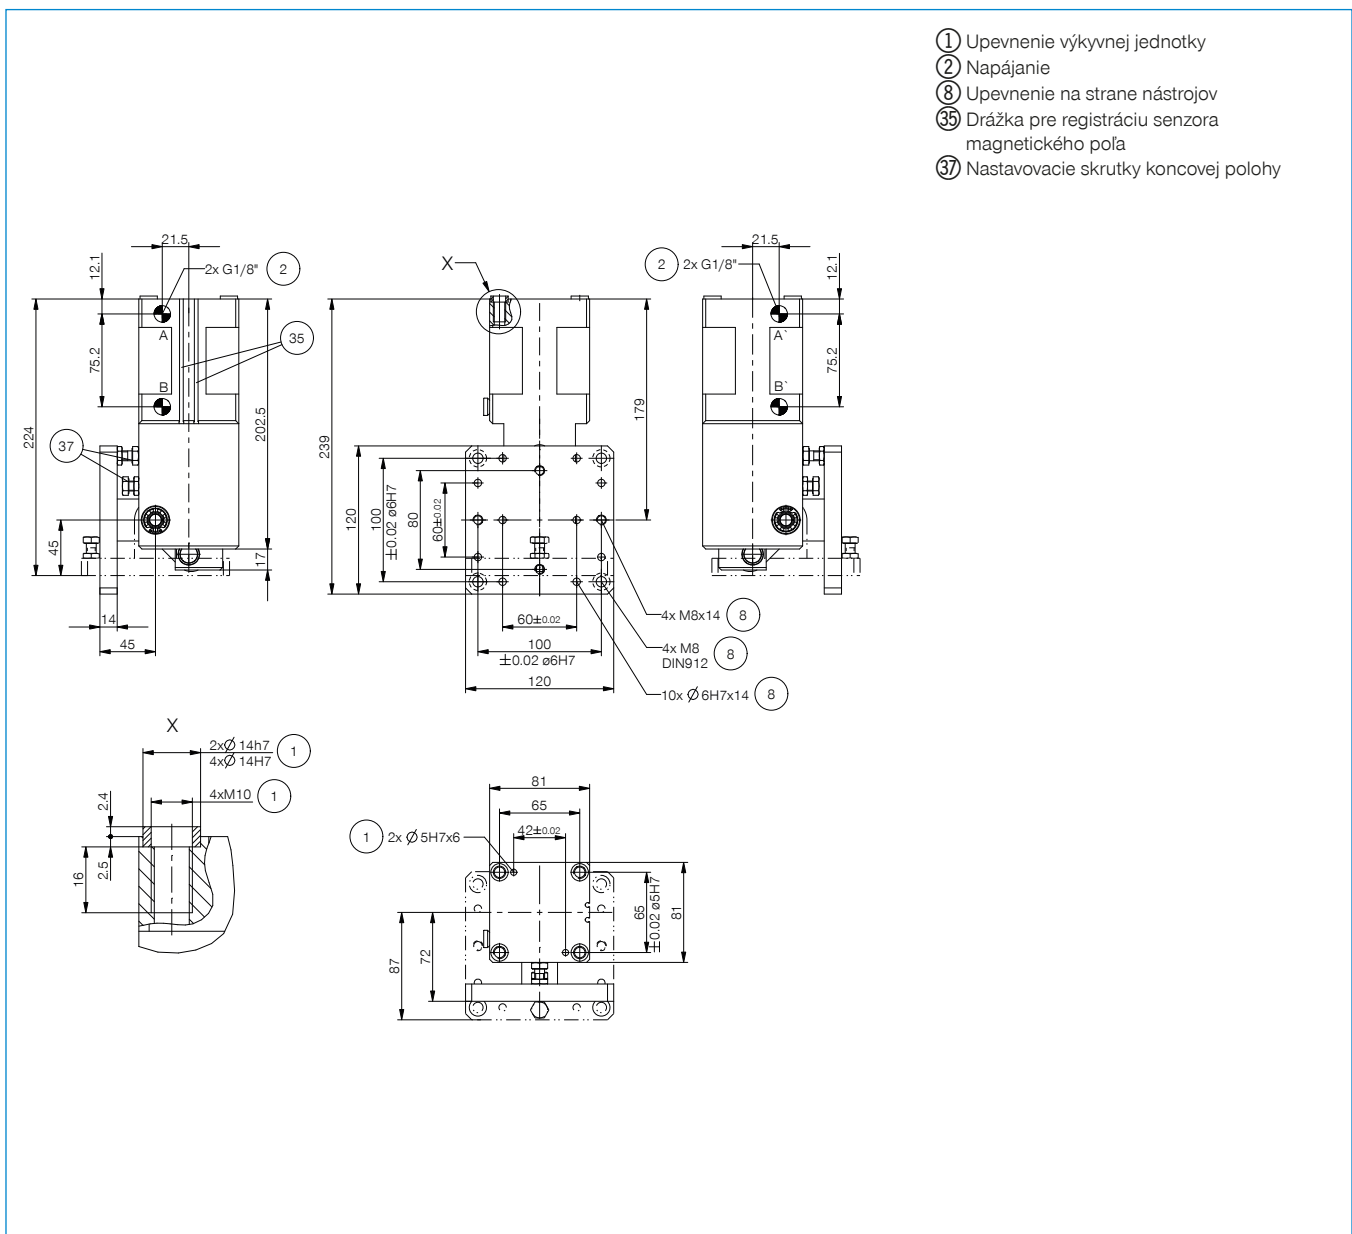 1 Upevnenie výkyvnej jednotky
2 Napájanie
8 Upevnenie na strane nástrojov
35 Drážka pre registráciu senzora
magnetického poľa
37 Nastavovacie skrutky koncovej polohy
21.5
12.1
2x G1/8" 2
A
35
75.2
B
224
202.5
37
45
17
14
45
X
239
179
120
100
±0.02 ø6H7
80
60±0.02
60±0.02
100
±0.02 ø6H7
120
4x M8x14 8
4x M8
DIN912 8
10x Ø 6H7x14 8
21.5
12.1
2 2x G1/8"
A`
75.2
B`
X
2xØ 14h7
4xØ 14H7 1
4xM10 1
2.4
2.5
16
81
65
42±0.02
1 2x Ø 5H7x6
65
±0.02 ø5H7
81
72
87